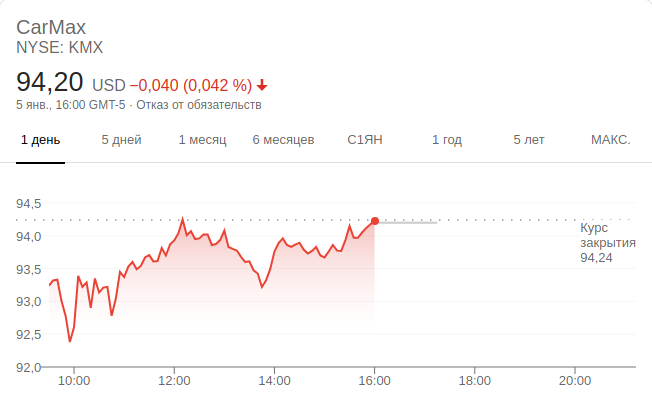 CarMax
NYSE: KMX
94,20 USD −0,040 (0,042 %)
5 янв., 16:00 GMT-5 · Отказ от обязательств
1 день 5 дней 1 месяц 6 месяцев С1ЯН 1 год 5 лет МАКС.
94,5
94,0
93,5
93,0
92,5
92,0
Курс
закрытия
94,24
10:00 12:00 14:00 16:00 18:00 20:00